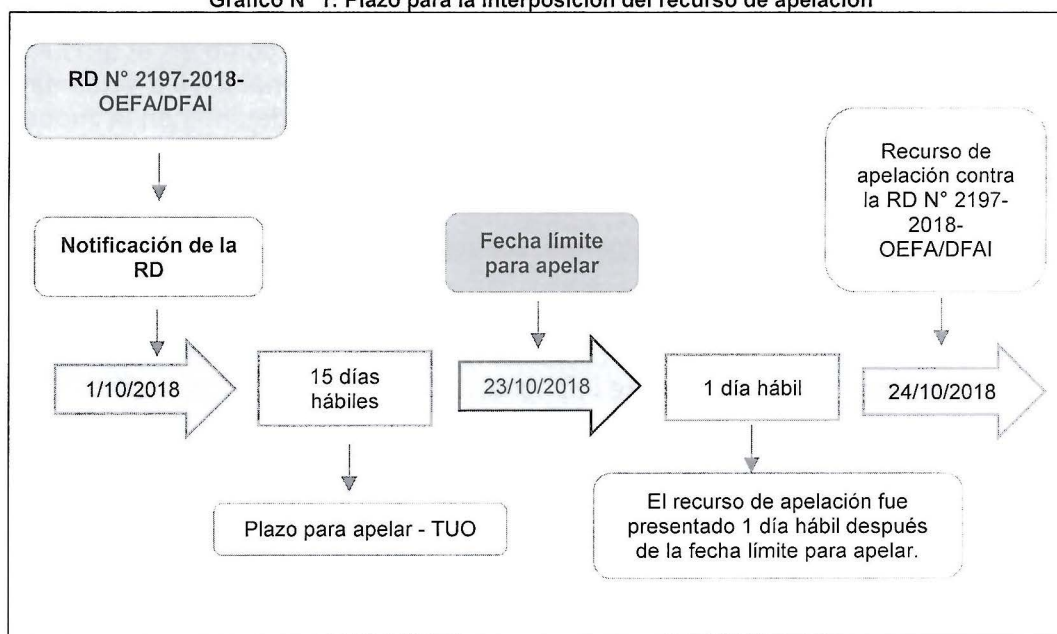 Gráfico N° 1: Plazo para la interposición del recurso de apelación
RD N° 2197-2018-
OEFA/DFAI
Notificación de la
RD
Fecha límite
para apelar
Recurso de
apelación contra
la RD N° 2197-
2018-
OEFA/DFAI
1/10/2018
15 días
hábiles
23/10/2018
1 día hábil
24/10/2018
Plazo para apelar - TUO
El recurso de apelación fue
presentado 1 día hábil después
de la fecha límite para apelar.